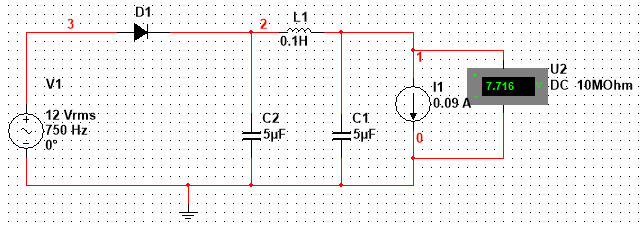 D1
3
2
L1
0.1H
1
V1
U2
7.716
DC 10MOhm
I1
0.09 A
12 Vrms
750 Hz
0°
C2
5µF
C1
5µF
0